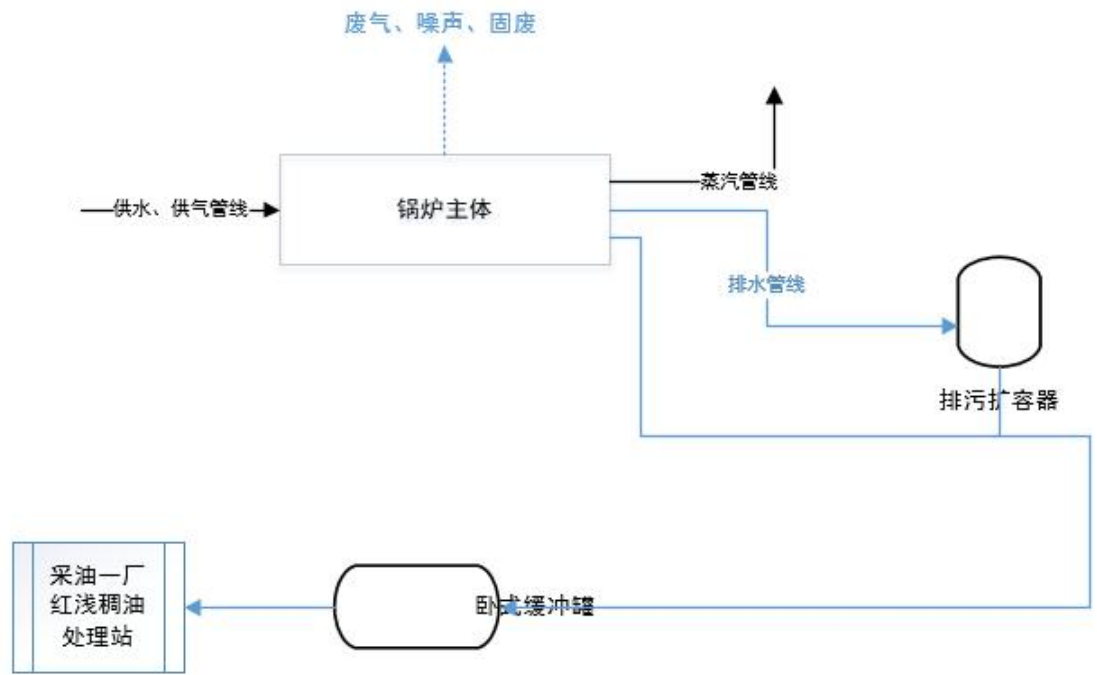 废气、噪声、固废
蒸汽管线
供水、供气管线
锅炉主体
排水管线
排污扩容器
采油一厂
红浅稠油
处理站
卧式缓冲罐